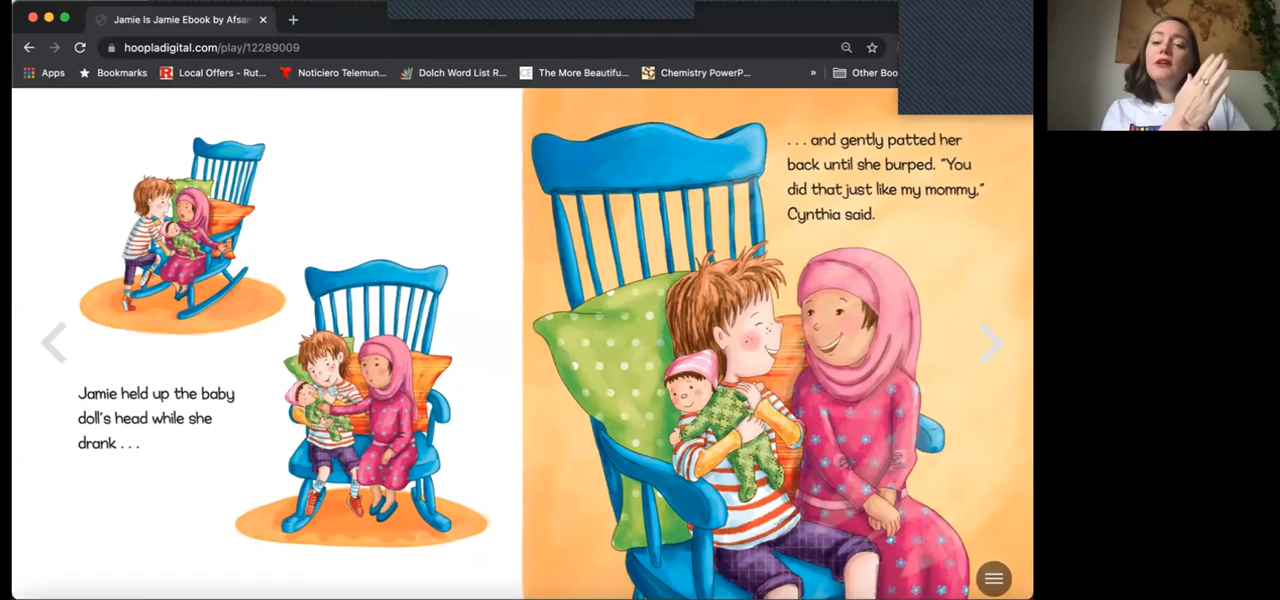 Jamie Is Jamie Ebook by Afsan
hoopladigital.com/play/12289009
Apps Bookmarks Local Offers - Rut... Noticiero Telemun... Dolch Word List R... The More Beautifu... Chemistry PowerP... » Other Boo
Jamie held up the baby
doll's head while she
drank . . .
. . . and gently patted her
back until she burped. “You
did that just like my mommy,”
Cynthia said.